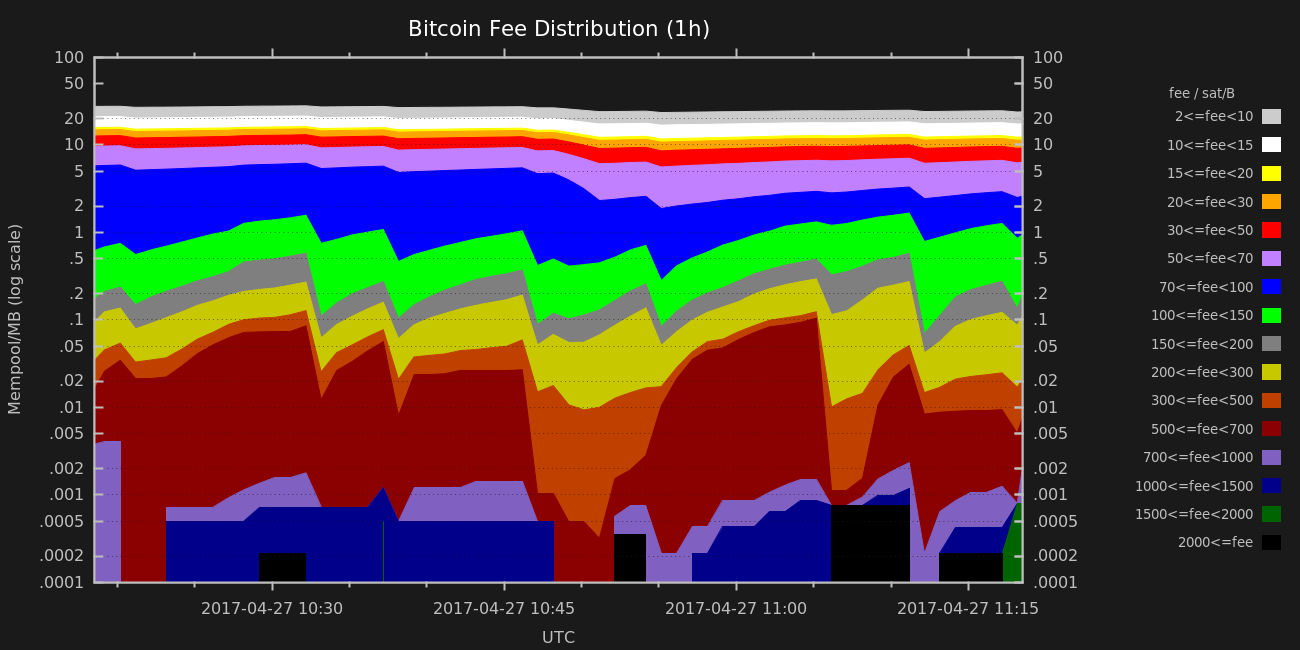 Bitcoin Fee Distribution (1h)
Mempool/MB (log scale)
100
50
20
10
5
2
1
.5
.2
.1
.05
.02
.01
.005
.002
.001
.0005
.0002
.0001
100
50
20
10
5
2
1
.5
.2
.1
.05
.02
.01
.005
.002
.001
.0005
.0002
.0001
2017-04-27 10:30 2017-04-27 10:45 2017-04-27 11:00 2017-04-27 11:15
UTC
fee / sat/B
2<=fee<10
10<=fee<15
15<=fee<20
20<=fee<30
30<=fee<50
50<=fee<70
70<=fee<100
100<=fee<150
150<=fee<200
200<=fee<300
300<=fee<500
500<=fee<700
700<=fee<1000
1000<=fee<1500
1500<=fee<2000
2000<=fee